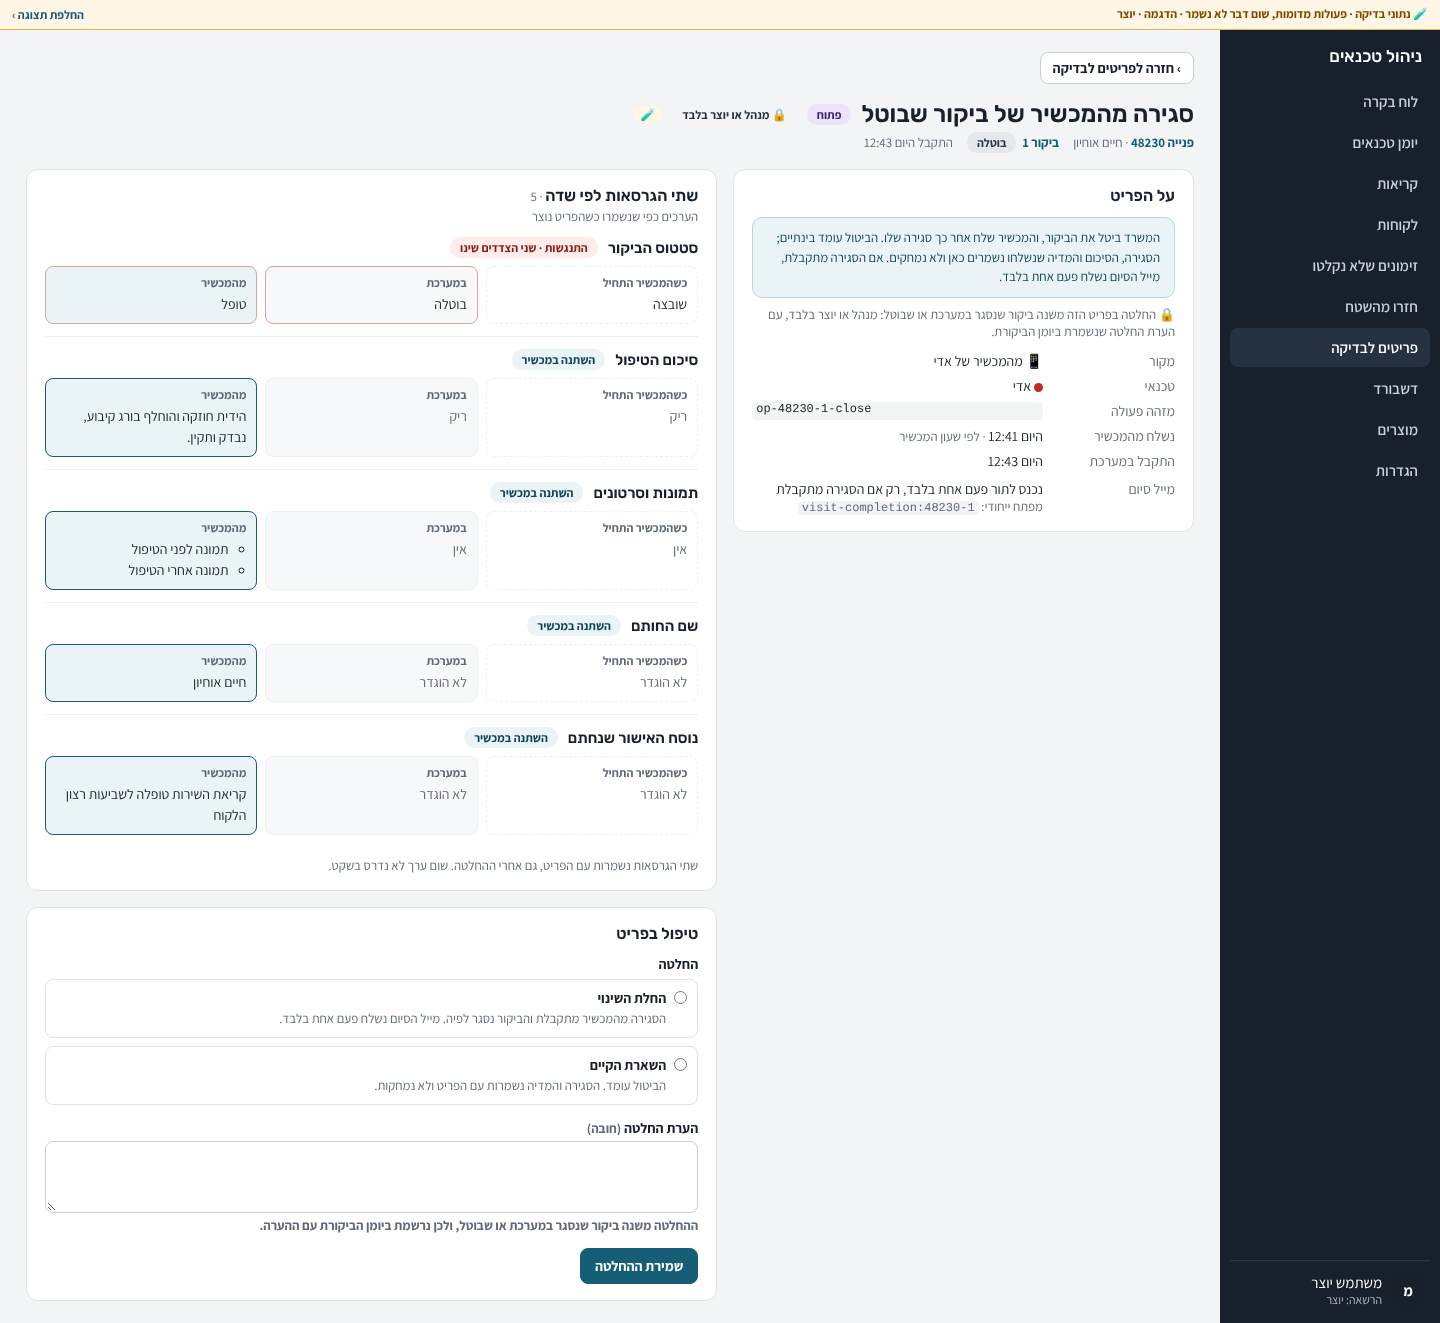 🧪 נתוני בדיקה · פעולות מדומות, שום דבר לא נשמר · הדגמה · יוצר
החלפת תצוגה ›
ניהול טכנאים
לוח בקרה
יומן טכנאים
קריאות
לקוחות
זימונים שלא נקלטו
חזרו מהשטח
פריטים לבדיקה
דשבורד
מוצרים
הגדרות
מ
משתמש יוצר
הרשאה: יוצר
› חזרה לפריטים לבדיקה
סגירה מהמכשיר של ביקור שבוטל
פתוח
🔒 מנהל או יוצר בלבד
🧪
פנייה 48230 · חיים אוחיון
ביקור 1
בוטלה
התקבל היום 12:43
על הפריט
המשרד ביטל את הביקור, והמכשיר שלח אחר כך סגירה שלו. הביטול עומד בינתיים;
הסגירה, הסיכום והמדיה שנשלחו נשמרים כאן ולא נמחקים. אם הסגירה מתקבלת,
מייל הסיום נשלח פעם אחת בלבד.
🔒 החלטה בפריט הזה משנה ביקור שנסגר במערכת או שבוטל: מנהל או יוצר בלבד, עם
הערת החלטה שנשמרת ביומן הביקורת.
מקור
📱 מהמכשיר של אדי
טכנאי
אדי
מזהה פעולה
op-48230-1-close
נשלח מהמכשיר
היום 12:41 · לפי שעון המכשיר
התקבל במערכת
היום 12:43
מייל סיום
נכנס לתור פעם אחת בלבד, רק אם הסגירה מתקבלת
מפתח ייחודי: visit-completion:48230-1
שתי הגרסאות לפי שדה · 5
הערכים כפי שנשמרו כשהפריט נוצר
סטטוס הביקור
התנגשות · שני הצדדים שינו
כשהמכשיר התחיל
שובצה
במערכת
בוטלה
מהמכשיר
טופל
סיכום הטיפול
השתנה במכשיר
כשהמכשיר התחיל
ריק
במערכת
ריק
מהמכשיר
הידית חוזקה והוחלף בורג קיבוע,
נבדק ותקין.
תמונות וסרטונים
השתנה במכשיר
כשהמכשיר התחיל
אין
במערכת
אין
מהמכשיר
תמונה לפני הטיפול
תמונה אחרי הטיפול
שם החותם
השתנה במכשיר
כשהמכשיר התחיל
לא הוגדר
במערכת
לא הוגדר
מהמכשיר
חיים אוחיון
נוסח האישור שנחתם
השתנה במכשיר
כשהמכשיר התחיל
לא הוגדר
במערכת
לא הוגדר
מהמכשיר
קריאת השירות טופלה לשביעות רצון
הלקוח
שתי הגרסאות נשמרות עם הפריט, גם אחרי ההחלטה. שום ערך לא נדרס בשקט.
טיפול בפריט
החלטה
החלת השינוי
הסגירה מהמכשיר מתקבלת והביקור נסגר לפיה. מייל הסיום נשלח פעם אחת בלבד.
השארת הקיים
הביטול עומד. הסגירה והמדיה נשמרות עם הפריט ולא נמחקות.
הערת החלטה (חובה)
ההחלטה משנה ביקור שנסגר במערכת או שבוטל, ולכן נרשמת ביומן הביקורת עם ההערה.
שמירת ההחלטה